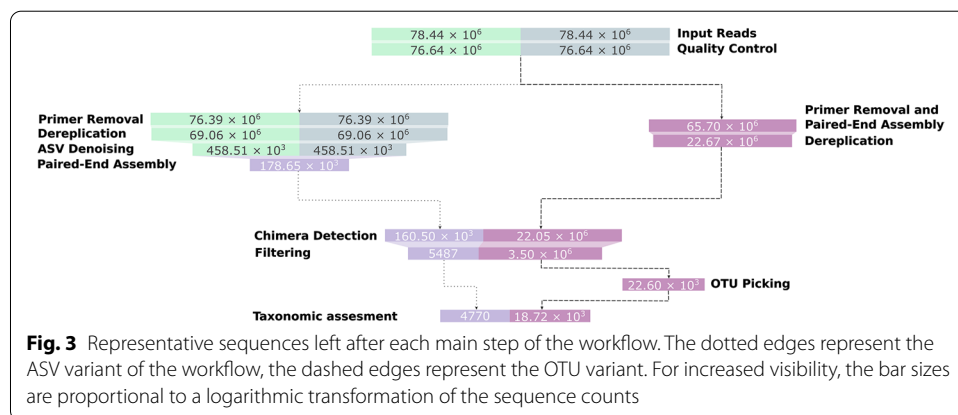 78.44 × 10⁶ 78.44 × 10⁶ Input Reads
76.64 × 10⁶ 76.64 × 10⁶ Quality Control
Primer Removal 76.39 × 10⁶ 76.39 × 10⁶
Dereplication 69.06 × 10⁶ 69.06 × 10⁶
ASV Denoising 458.51 × 10³ 458.51 × 10³
Paired-End Assembly 178.65 × 10³
Primer Removal and
65.70 × 10⁶ Paired-End Assembly
22.67 × 10⁶ Dereplication
Chimera Detection 160.50 × 10³ 22.05 × 10⁶
Filtering 5487 3.50 × 10⁶
22.60 × 10³ OTU Picking
Taxonomic assesment 4770 18.72 × 10³
Fig. 3 Representative sequences left after each main step of the workflow. The dotted edges represent the
ASV variant of the workflow, the dashed edges represent the OTU variant. For increased visibility, the bar sizes
are proportional to a logarithmic transformation of the sequence counts